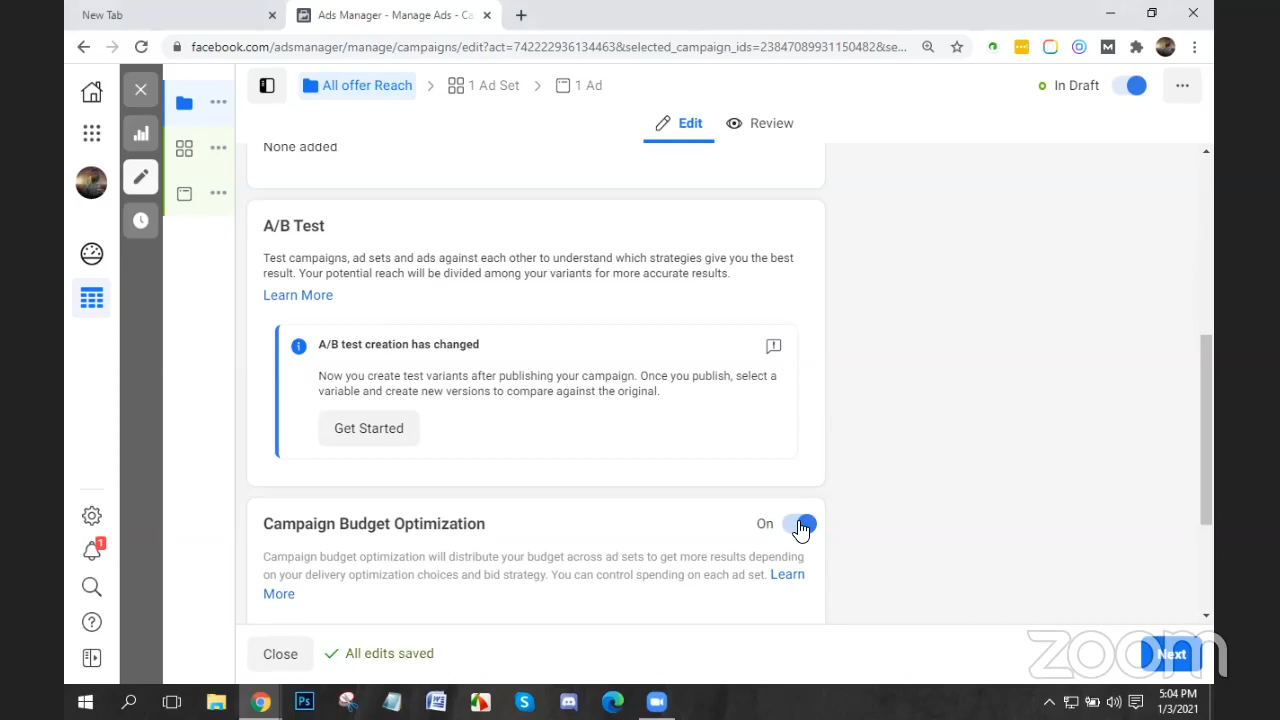 New Tab
Ads Manager - Manage Ads - Ca
facebook.com/adsmanager/manage/campaigns/edit?act=742222936134463&selected_campaign_ids=23847089931150482&se...
M
All offer Reach
1 Ad Set
1 Ad
In Draft
Edit
Review
None added
A/B Test
Test campaigns, ad sets and ads against each other to understand which strategies give you the best
result. Your potential reach will be divided among your variants for more accurate results.
Learn More
A/B test creation has changed
Now you create test variants after publishing your campaign. Once you publish, select a
variable and create new versions to compare against the original.
Get Started
Campaign Budget Optimization
On
Campaign budget optimization will distribute your budget across ad sets to get more results depending
on your delivery optimization choices and bid strategy. You can control spending on each ad set. Learn
More
1
Close
All edits saved
Next
zoom
Ps
5:04 PM
1/3/2021